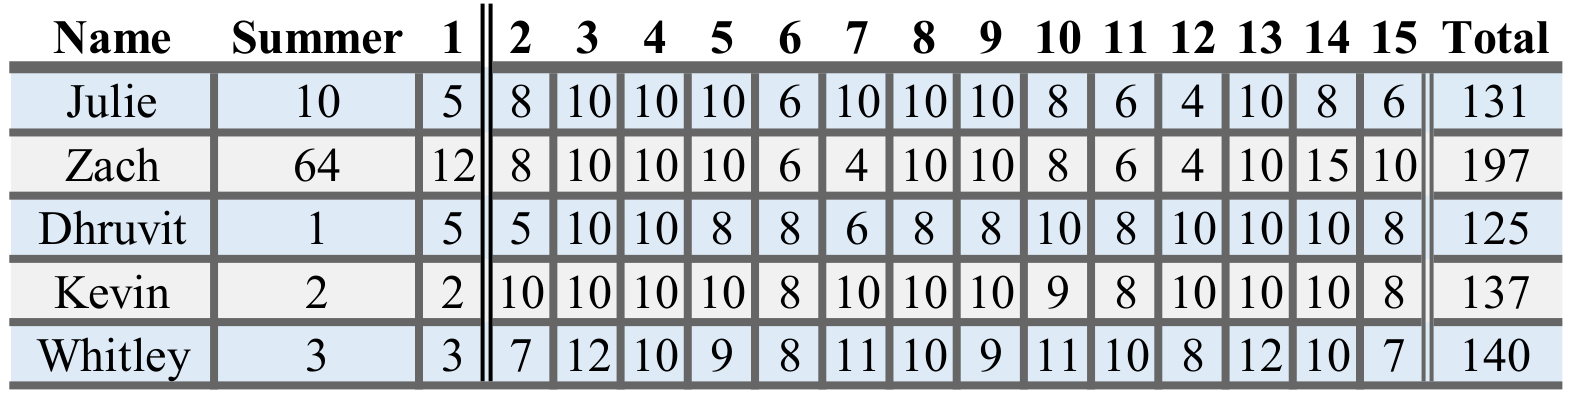 Name Summer 1 2 3 4 5 6 7 8 9 10 11 12 13 14 15 Total
Julie 10 5 8 10 10 10 6 10 10 10 8 6 4 10 8 6 131
Zach 64 12 8 10 10 10 6 4 10 10 8 6 4 10 15 10 197
Dhruvit 1 5 5 10 10 8 8 6 8 8 10 8 10 10 10 8 125
Kevin 2 2 10 10 10 10 8 10 10 10 9 8 10 10 10 8 137
Whitley 3 3 7 12 10 9 8 11 10 9 11 10 8 12 10 7 140